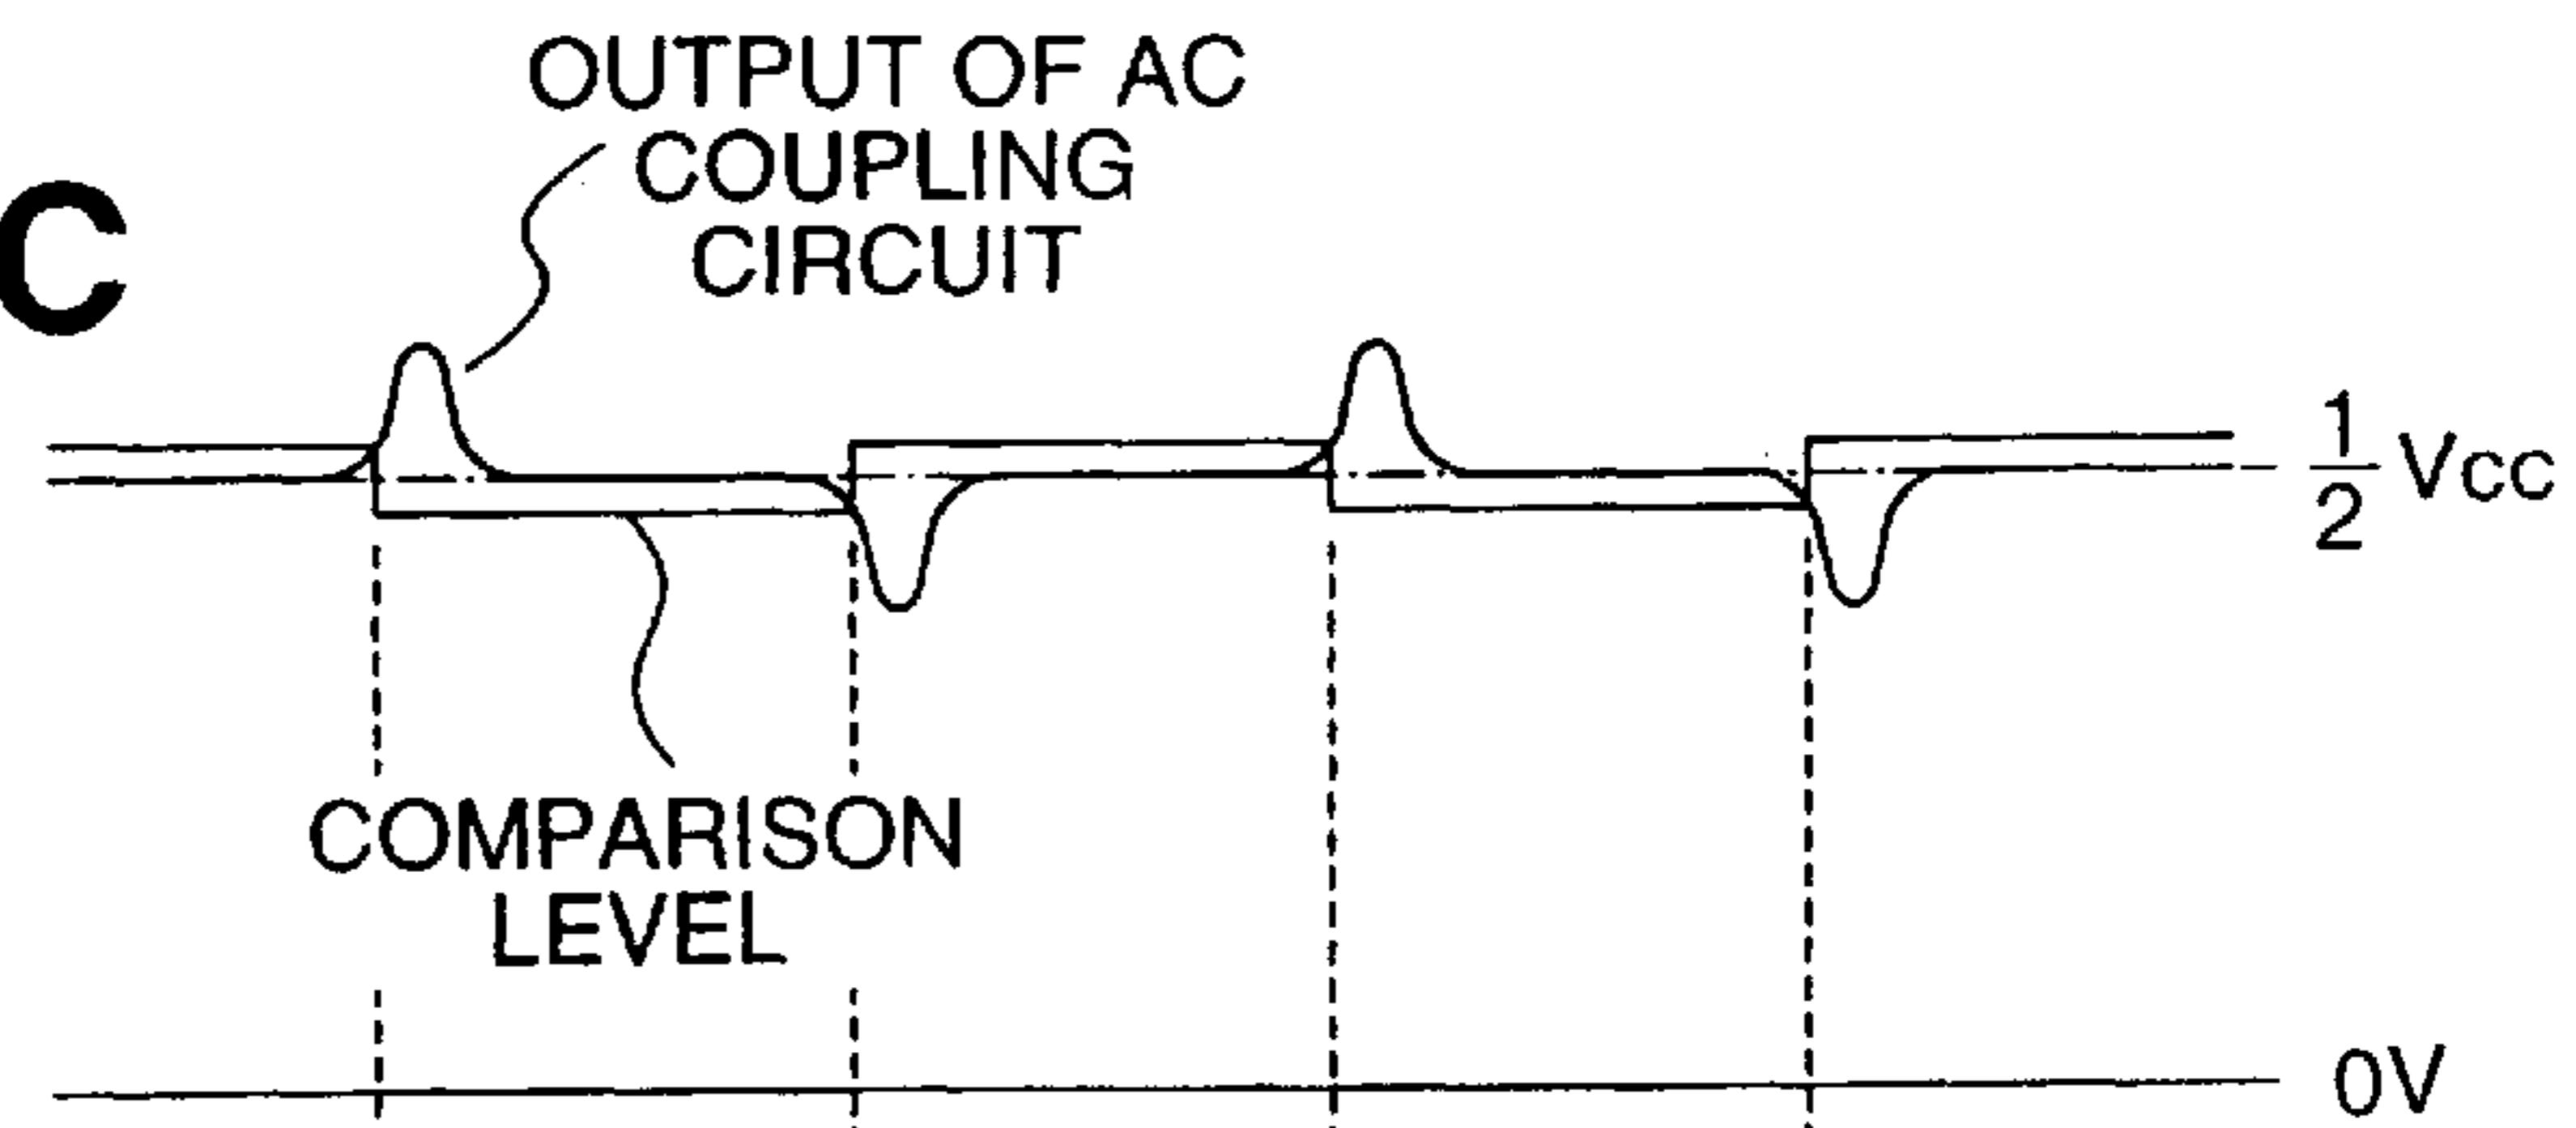 OUTPUT OF AC
COUPLING
CIRCUIT
C
1/2 Vcc
COMPARISON
LEVEL
0V